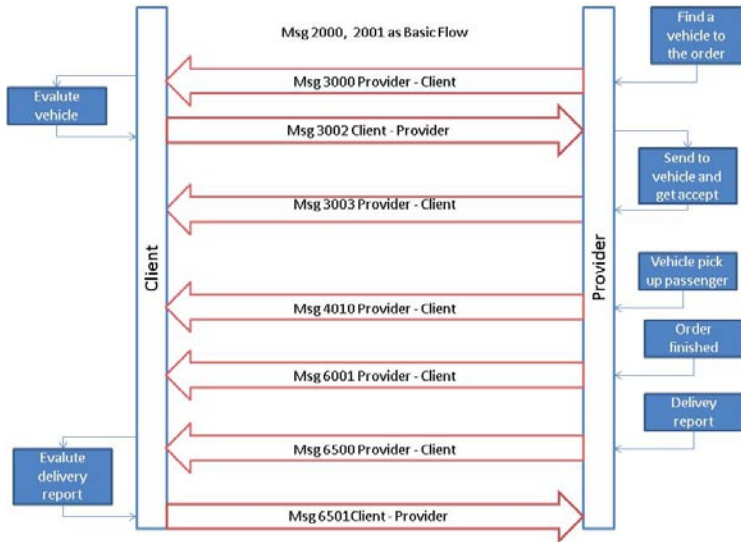 Msg 2000, 2001 as Basic Flow
Find a
vehicle to
the order
Msg 3000 Provider - Client
Evalute
vehicle
Msg 3002 Client - Provider
Send to
vehicle and
get accept
Msg 3003 Provider - Client
Client
Provider
Vehicle pick
up passenger
Msg 4010 Provider - Client
Order
finished
Msg 6001 Provider - Client
Delivey
report
Msg 6500 Provider - Client
Evalute
delivery
report
Msg 6501Client - Provider